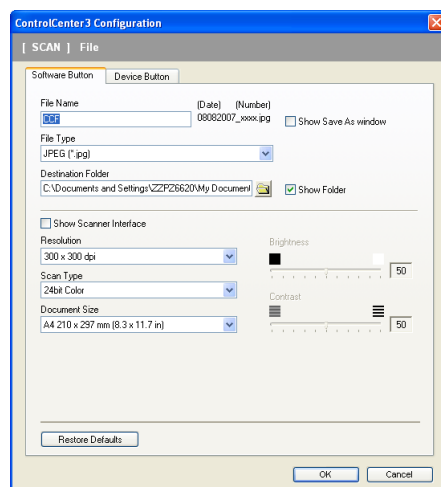 ControlCenter3 Configuration
[ SCAN ] File
Software Button Device Button
File Name (Date) (Number)
CCF 08082007_xxxx.jpg Show Save As window
File Type
JPEG (*.jpg)
Destination Folder
C:\Documents and Settings\ZZPZ6620\My Document Show Folder
Show Scanner Interface
Resolution Brightness
300 x 300 dpi 50
Scan Type
24bit Color Contrast
Document Size
A4 210 x 297 mm (8.3 x 11.7 in) 50
Restore Defaults
OK Cancel